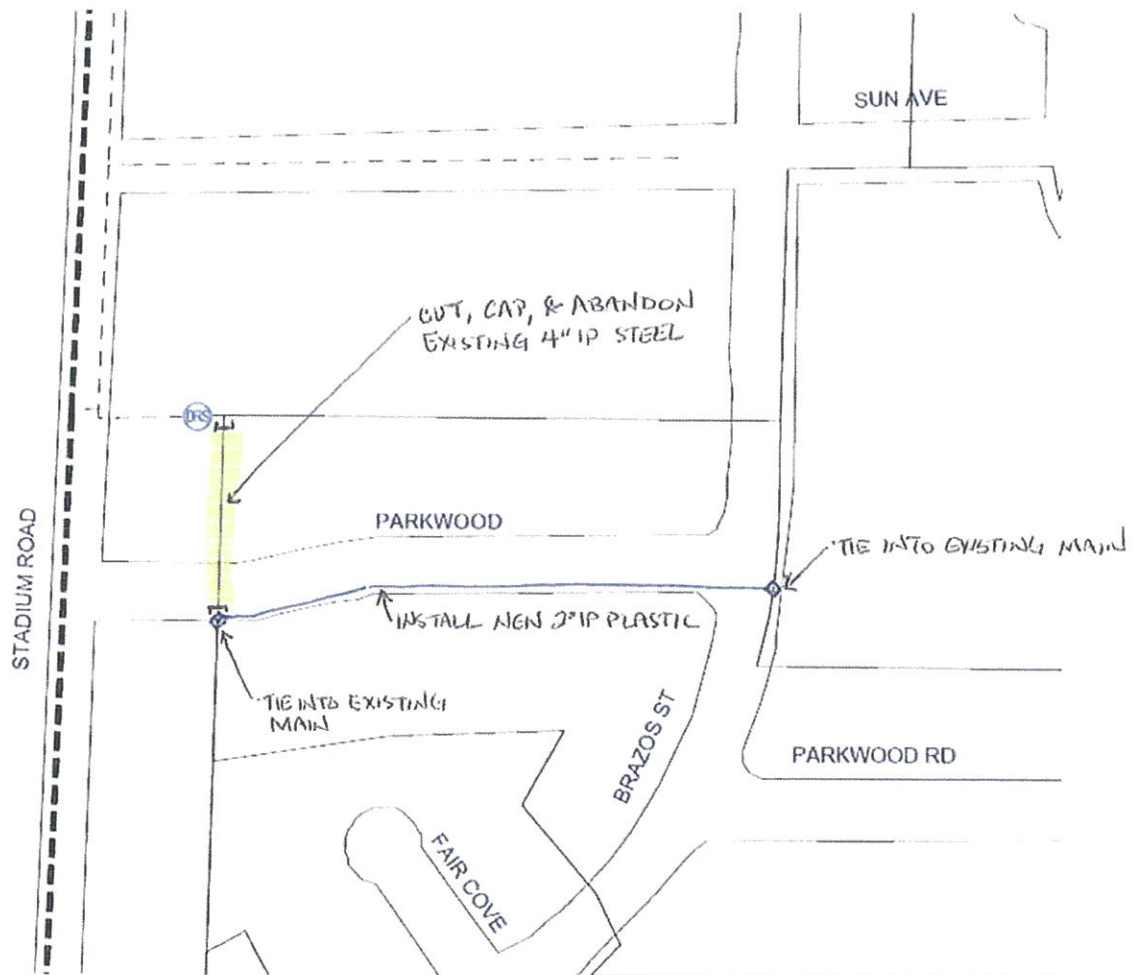 SUN AVE
CUT, CAP, & ABANDON
EXISTING 4" IP STEEL
DRS
STADIUM ROAD
PARKWOOD
TIE INTO EXISTING MAIN
INSTALL NEW 2" IP PLASTIC
TIE INTO EXISTING
MAIN
BRAZOS ST
PARKWOOD RD
FAIR COVE